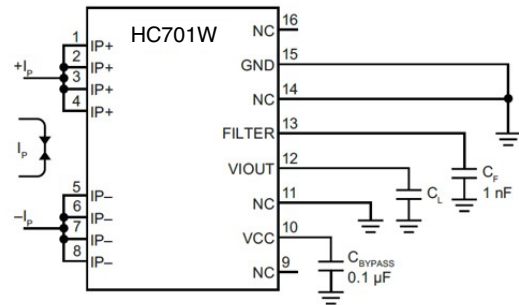 HC701W
1 IP+
2 IP+
3 IP+
4 IP+
+IP
IP
5 IP–
6 IP–
7 IP–
8 IP–
–IP
NC 16
GND 15
NC 14
FILTER 13
VIOUT 12
NC 11
VCC 10
NC 9
CF
1 nF
CL
CBYPASS
0.1 µF